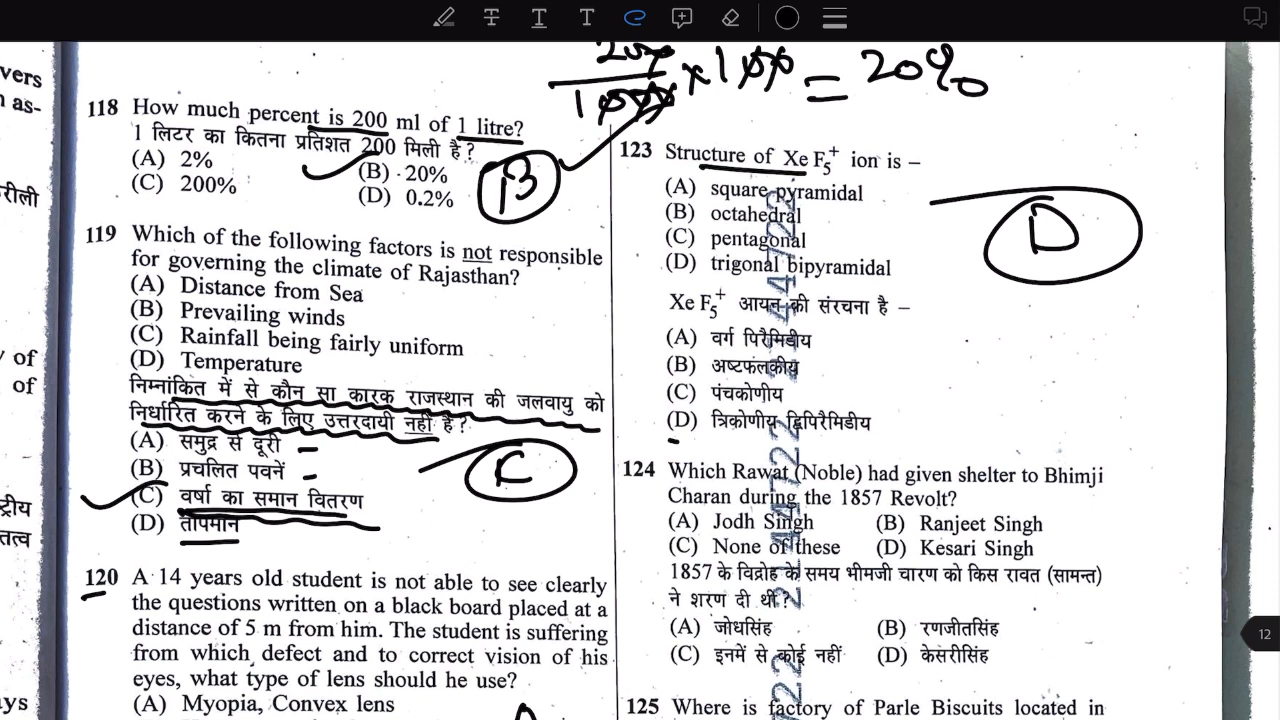 vers
n as-
रीली
y of
of
ट्रीय
तत्व
ays
200
1000 x 100 = 20%
118 How much percent is 200 ml of 1 litre?
1 लिटर का कितना प्रतिशत 200 मिली है ?
(A) 2% (B) 20%
(C) 200% (D) 0.2%
B
119 Which of the following factors is not responsible
for governing the climate of Rajasthan?
(A) Distance from Sea
(B) Prevailing winds
(C) Rainfall being fairly uniform
(D) Temperature
निम्नांकित में से कौन सा कारक राजस्थान की जलवायु को
निर्धारित करने के लिए उत्तरदायी नहीं है ?
(A) समुद्र से दूरी
(B) प्रचलित पवनें
(C) वर्षा का समान वितरण
(D) तापमान
C
120 A 14 years old student is not able to see clearly
the questions written on a black board placed at a
distance of 5 m from him. The student is suffering
from which defect and to correct vision of his
eyes, what type of lens should he use?
(A) Myopia, Convex lens
123 Structure of XeF5+ ion is –
(A) square pyramidal
(B) octahedral
(C) pentagonal
(D) trigonal bipyramidal
D
XeF5+ आयन की संरचना है –
(A) वर्ग पिरैमिडीय
(B) अष्टफलकीय
(C) पंचकोणीय
(D) त्रिकोणीय द्विपिरैमिडीय
124 Which Rawat (Noble) had given shelter to Bhimji
Charan during the 1857 Revolt?
(A) Jodh Singh (B) Ranjeet Singh
(C) None of these (D) Kesari Singh
1857 के विद्रोह के समय भीमजी चारण को किस रावत (सामन्त)
ने शरण दी थी ?
(A) जोधसिंह (B) रणजीतसिंह
(C) इनमें से कोई नहीं (D) केसरीसिंह
125 Where is factory of Parle Biscuits located in
12